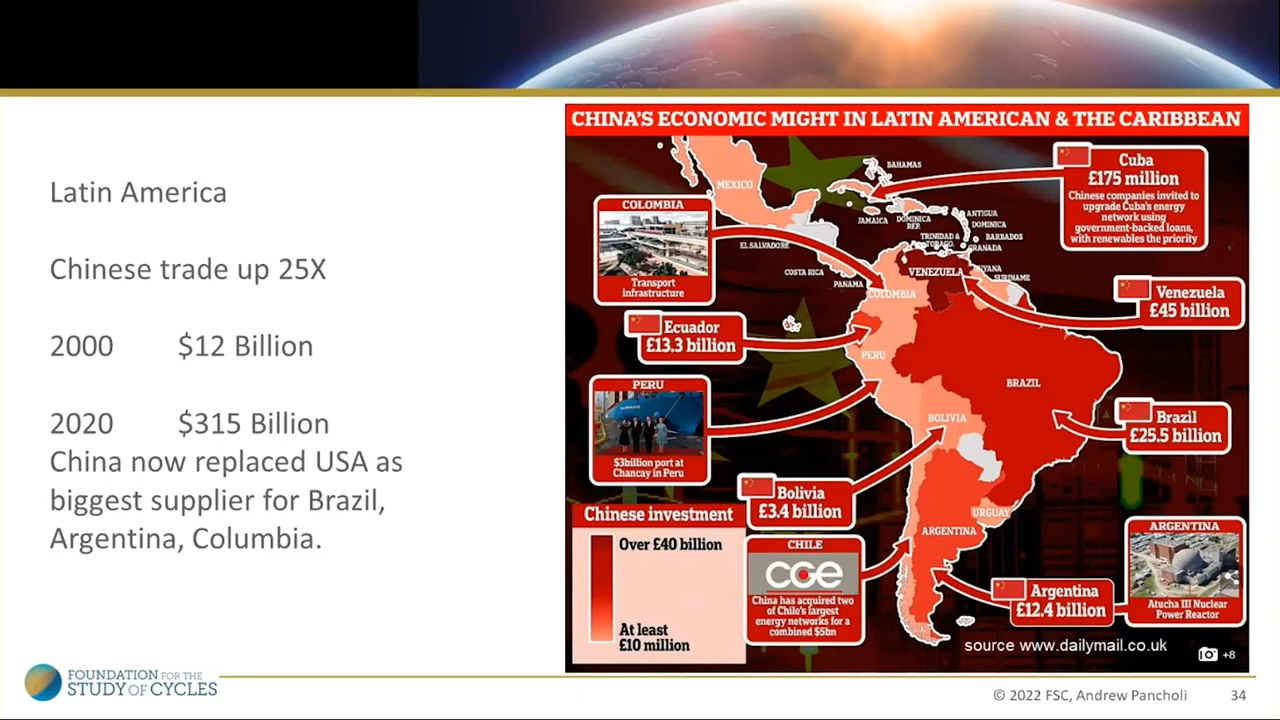 Latin America
Chinese trade up 25X
2000 $12 Billion
2020 $315 Billion
China now replaced USA as
biggest supplier for Brazil,
Argentina, Columbia.
CHINA'S ECONOMIC MIGHT IN LATIN AMERICAN & THE CARIBBEAN
MEXICO
BAHAMAS
JAMAICA
DOMINICA
REP.
ANTIGUA
DOMINICA
BARBADOS
TRINIDAD &
TOBAGO
GRENADA
EL SALVADORE
COSTA RICA
PANAMA
VENEZUELA
GUYANA
SURINAME
COLOMBIA
PERU
BRAZIL
BOLIVIA
URGUAY
ARGENTINA
Cuba
£175 million
Chinese companies invited to
upgrade Cuba's energy
network using
government-backed loans,
with renewables the priority
COLOMBIA
Transport
infrastructure
Venezuela
£45 billion
Ecuador
£13.3 billion
PERU
$3billion port at
Chancay in Peru
Brazil
£25.5 billion
Bolivia
£3.4 billion
Chinese investment
Over £40 billion
At least
£10 million
CHILE
CGE
China has acquired two
of Chile's largest
energy networks for a
combined $5bn
Argentina
£12.4 billion
ARGENTINA
Atucha III Nuclear
Power Reactor
source www.dailymail.co.uk
+8
FOUNDATION FOR THE
STUDY OF CYCLES
© 2022 FSC, Andrew Pancholi
34